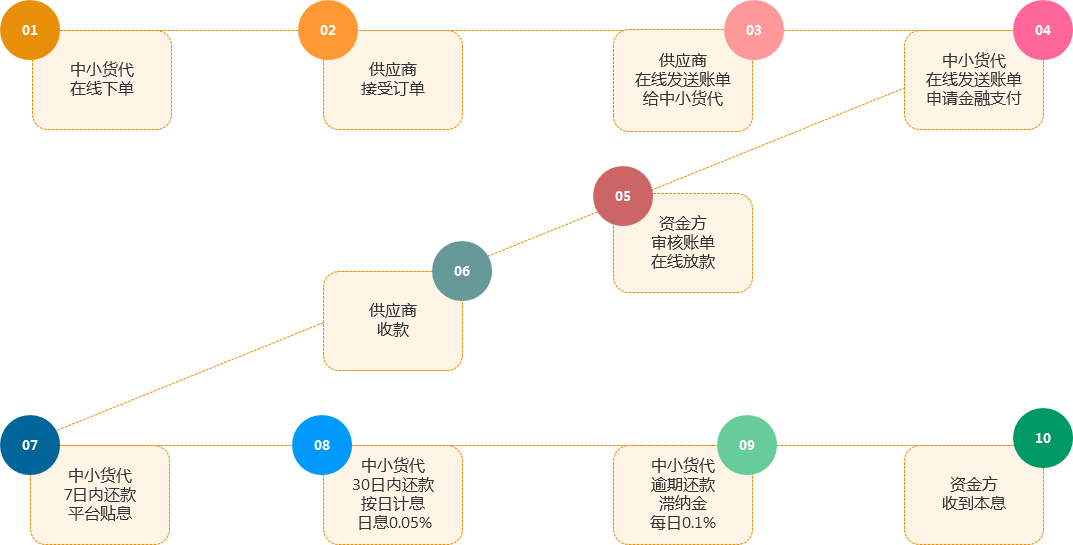 01
中小货代
在线下单
02
供应商
接受订单
03
供应商
在线发送账单
给中小货代
04
中小货代
在线发送账单
申请金融支付
05
资金方
审核账单
在线放款
06
供应商
收款
07
中小货代
7日内还款
平台贴息
08
中小货代
30日内还款
按日计息
日息0.05%
09
中小货代
逾期还款
滞纳金
每日0.1%
10
资金方
收到本息